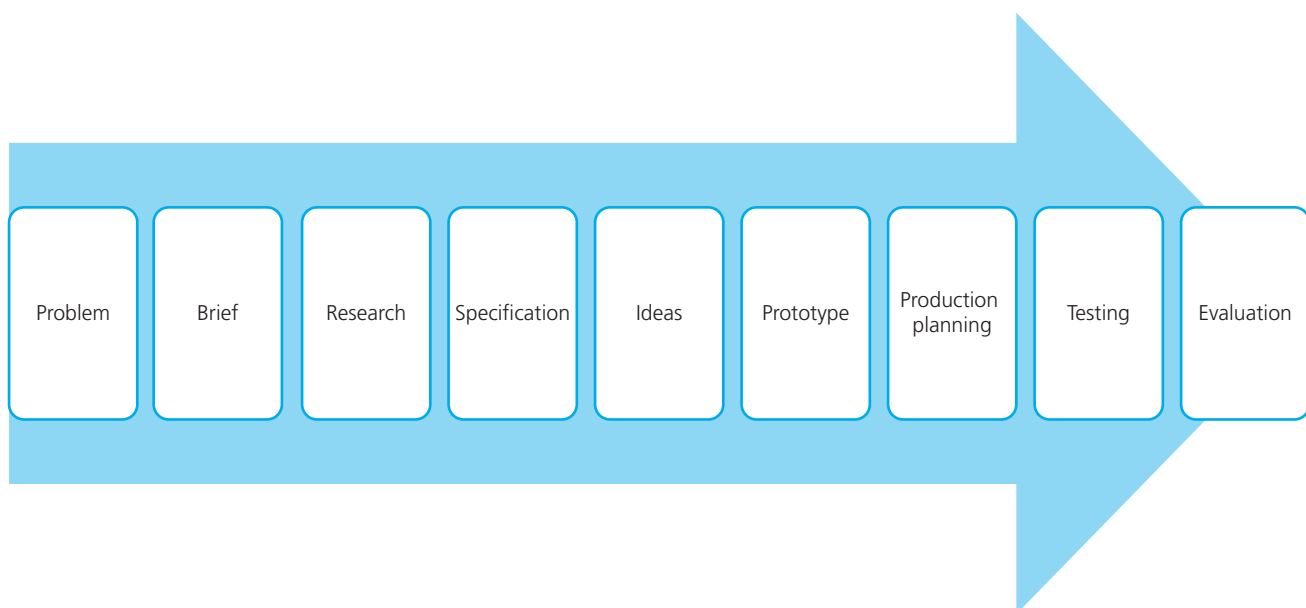 Problem
Brief
Research
Specification
Ideas
Prototype
Production
planning
Testing
Evaluation